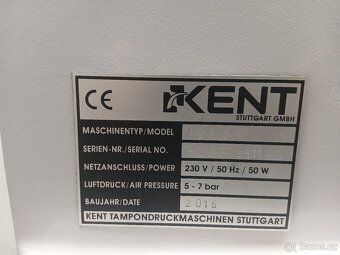 CE KENT
STUTTGART GMBH
MASCHINENTYP/MODEL
SERIEN-NR./SERIAL NO.
NETZANSCHLUSS/POWER 230 V / 50 Hz / 50 W
LUFTDRUCK/AIR PRESSURE 5 - 7 bar
BAUJAHR/DATE 2016
KENT TAMPONDRUCKMASCHINEN STUTTGART